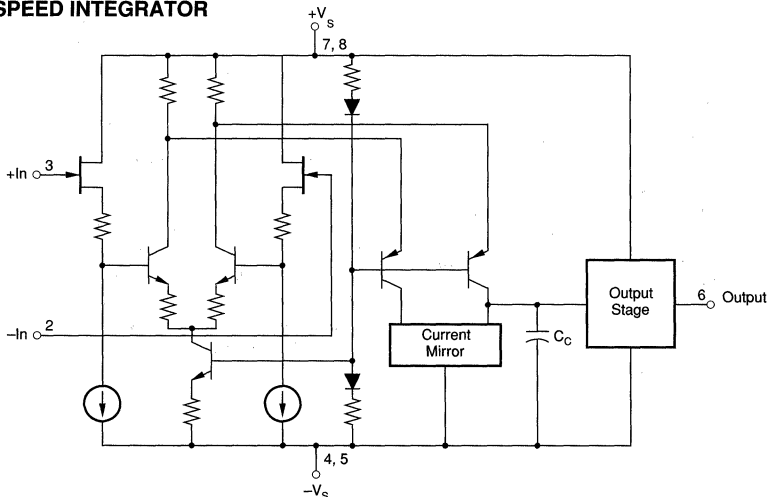 SPEED INTEGRATOR
+VS
7, 8
+In
3
–In
2
Current
Mirror
CC
Output
Stage
6
Output
4, 5
–VS